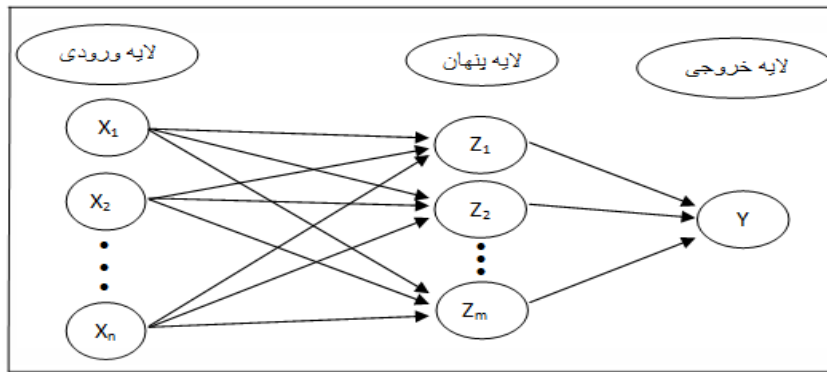 لایه ورودی
لایه پنهان
لایه خروجی
X1
X2
Xn
Z1
Z2
Zm
Y